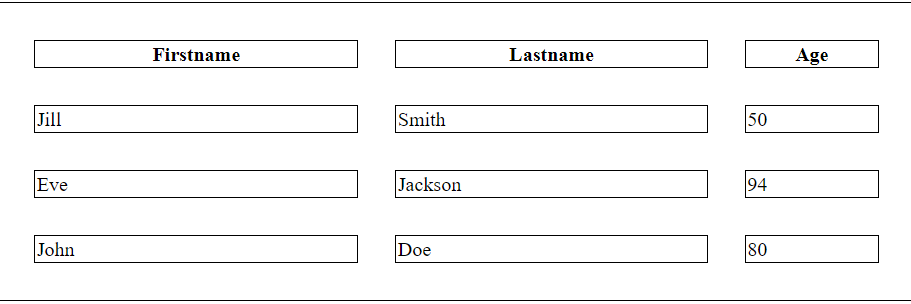 Firstname Lastname Age
Jill Smith 50
Eve Jackson 94
John Doe 80